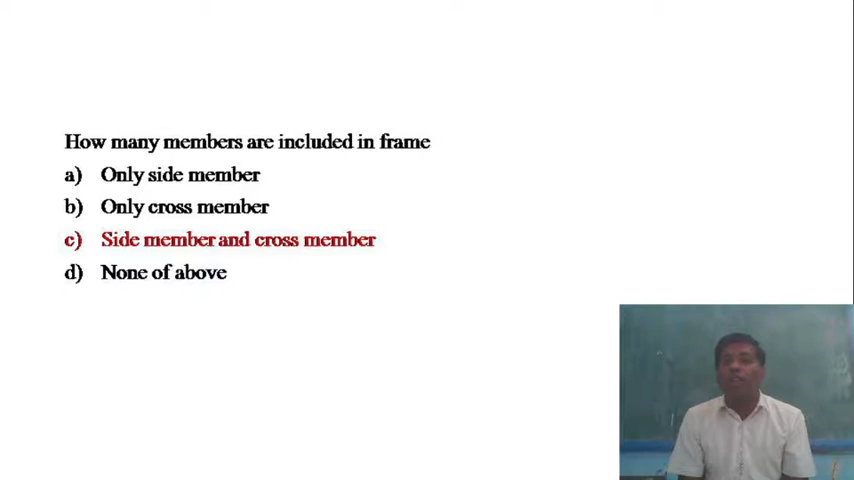 How many members are included in frame
a) Only side member
b) Only cross member
c) Side member and cross member
d) None of above